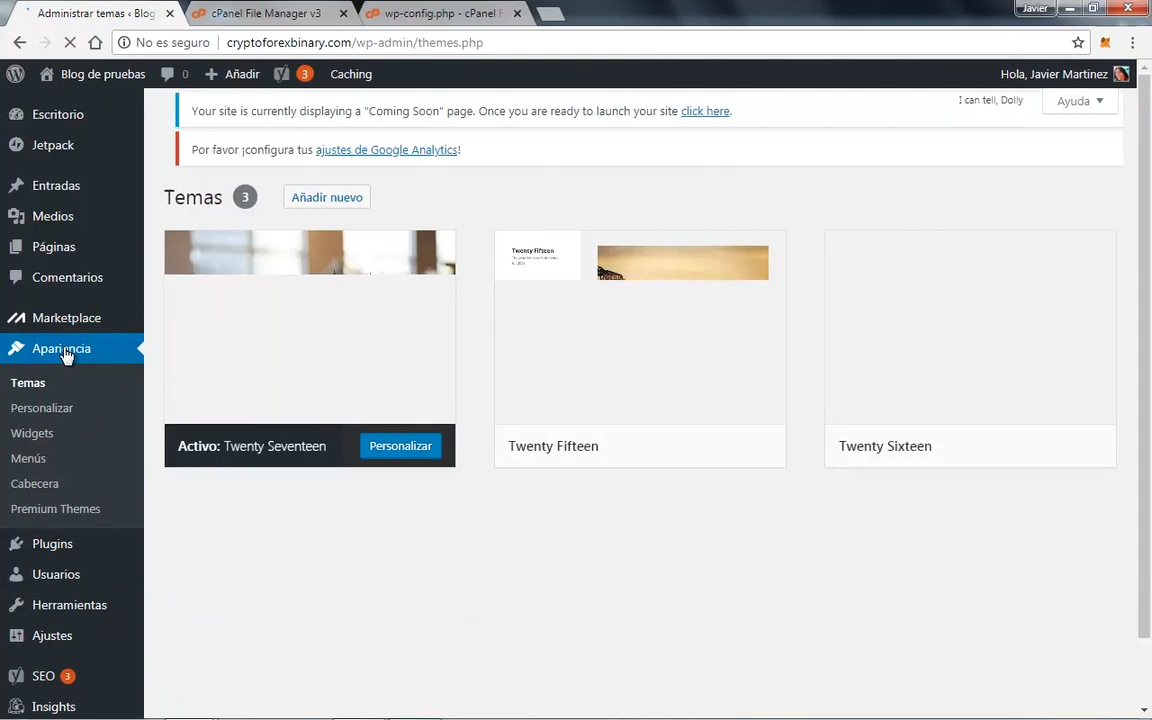 Administrar temas ‹ Blog
cPanel File Manager v3
wp-config.php - cPanel F
Javier
No es seguro
cryptoforexbinary.com/wp-admin/themes.php
Blog de pruebas
0
Añadir
3
Caching
Hola, Javier Martinez
Escritorio
Jetpack
Entradas
Medios
Páginas
Comentarios
Marketplace
Apariencia
Temas
Personalizar
Widgets
Menús
Cabecera
Premium Themes
Plugins
Usuarios
Herramientas
Ajustes
SEO 3
Insights
Your site is currently displaying a "Coming Soon" page. Once you are ready to launch your site click here.
I can tell, Dolly
Ayuda
Por favor ¡configura tus ajustes de Google Analytics!
Temas 3
Añadir nuevo
Twenty Fifteen
Activo: Twenty Seventeen
Personalizar
Twenty Fifteen
Twenty Sixteen